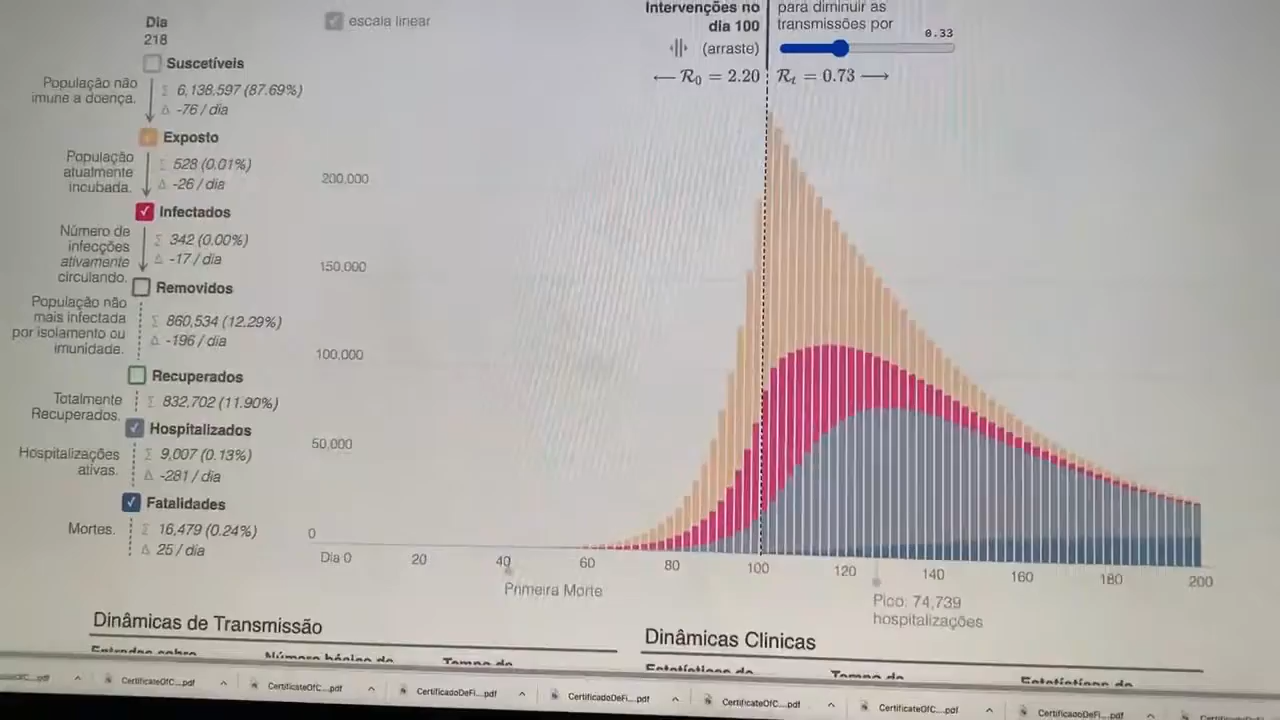 Dia
218
escala linear
Intervenções no
dia 100
(arraste)
para diminuir as
transmissões por
0.33
← R₀ = 2.20
Rₜ = 0.73 →
Suscetíveis
População não
imune a doença.
Σ 6,138,597 (87.69%)
Δ -76 / dia
Exposto
População
atualmente
incubada.
Σ 528 (0.01%)
Δ -26 / dia
Infectados
Número de
infecções
ativamente
circulando.
Σ 342 (0.00%)
Δ -17 / dia
Removidos
População não
mais infectada
por isolamento ou
imunidade.
Σ 860,534 (12.29%)
Δ -196 / dia
Recuperados
Totalmente
Recuperados.
Σ 832,702 (11.90%)
Hospitalizados
Hospitalizações
ativas.
Σ 9,007 (0.13%)
Δ -281 / dia
Fatalidades
Mortes.
Σ 16,479 (0.24%)
Δ 25 / dia
200,000
150,000
100,000
50,000
0
Dia 0 20 40 60 80 100 120 140 160 180 200
Primeira Morte
Pico: 74,739
hospitalizações
Dinâmicas de Transmissão
Dinâmicas Clinicas
CertificateOfC....pdf CertificateOfC....pdf CertificadoDeFi....pdf CertificadoDeFi....pdf CertificateOfC....pdf CertificateOfC....pdf CertificadoDeFi....pdf